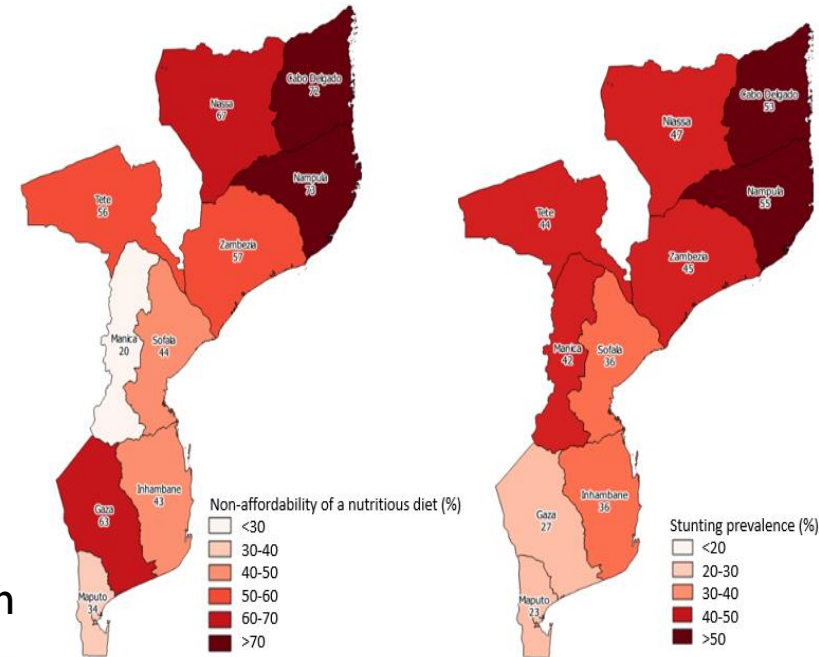 Cabo Delgado
72
Niassa
67
Nampula
73
Tete
56
Zambezia
57
Manica
20
Sofala
44
Inhambane
43
Gaza
63
Maputo
34
Non-affordability of a nutritious diet (%)
<30
30-40
40-50
50-60
60-70
>70
n
Cabo Delgado
53
Niassa
47
Nampula
55
Tete
44
Zambezia
45
Manica
42
Sofala
36
Inhambane
36
Gaza
27
Maputo
23
Stunting prevalence (%)
<20
20-30
30-40
40-50
>50